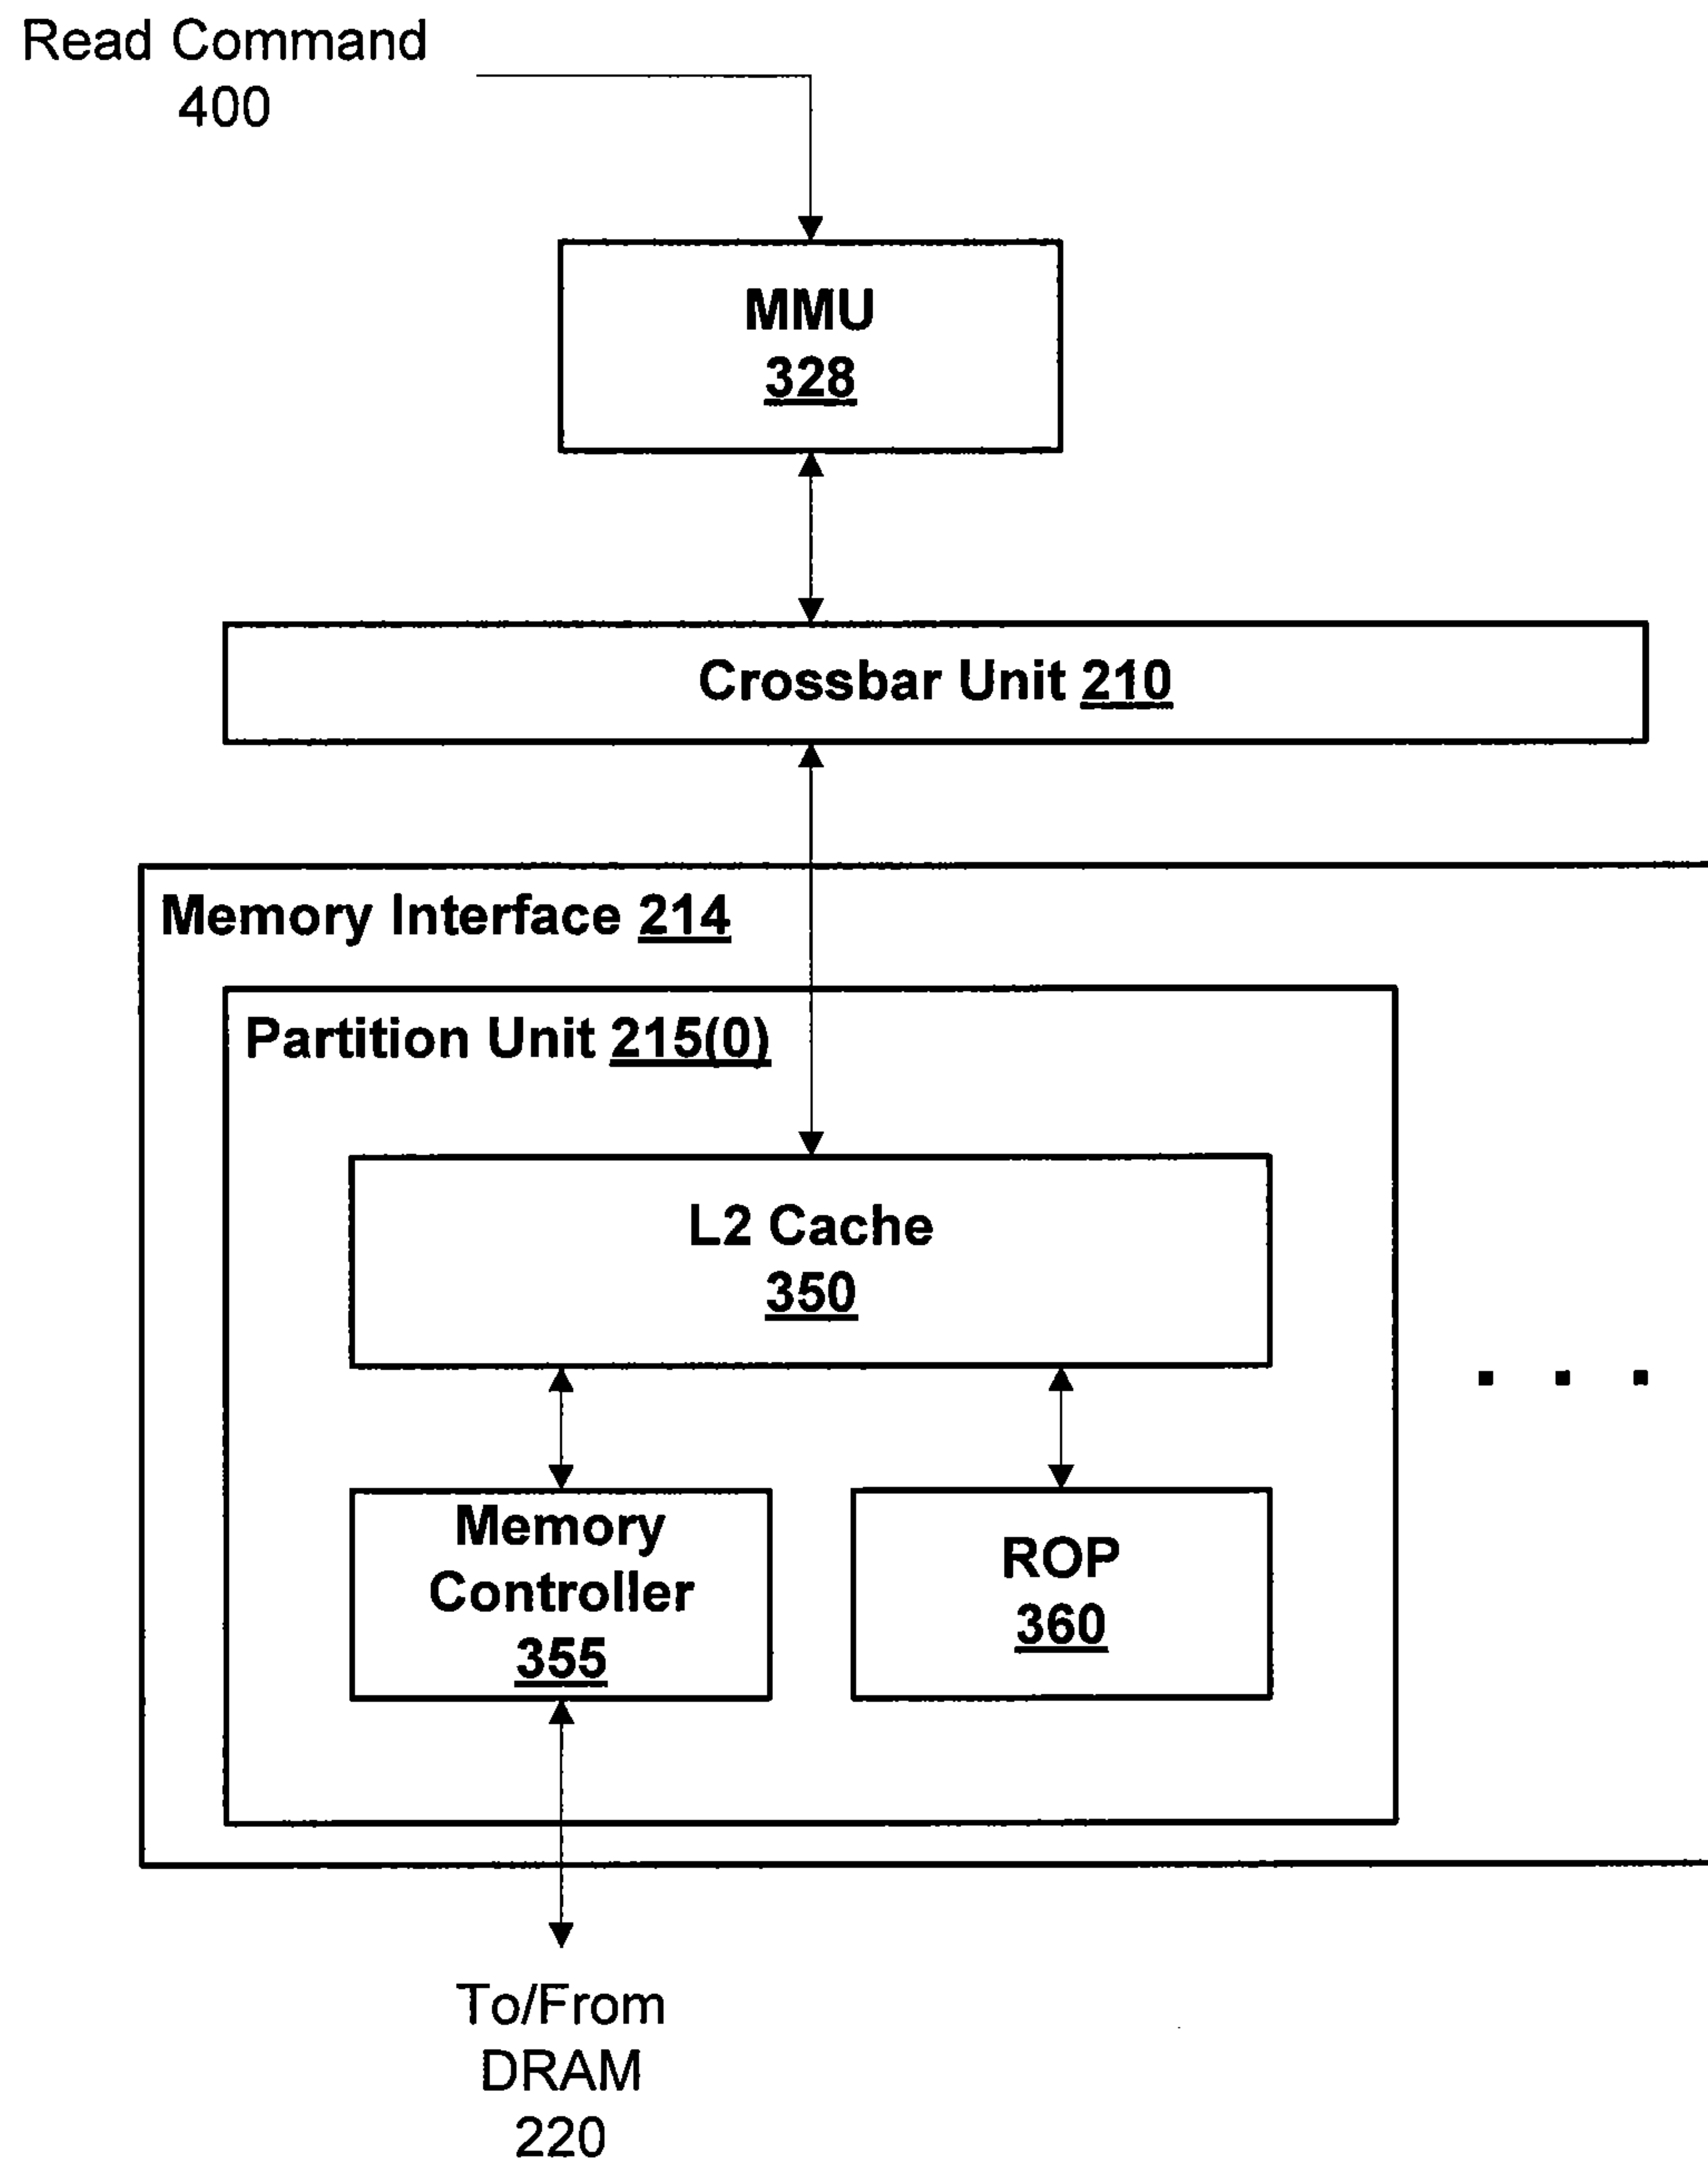 Read Command
400
MMU
328
Crossbar Unit 210
Memory Interface 214
Partition Unit 215(0)
L2 Cache
350
Memory
Controller
355
ROP
360
To/From
DRAM
220